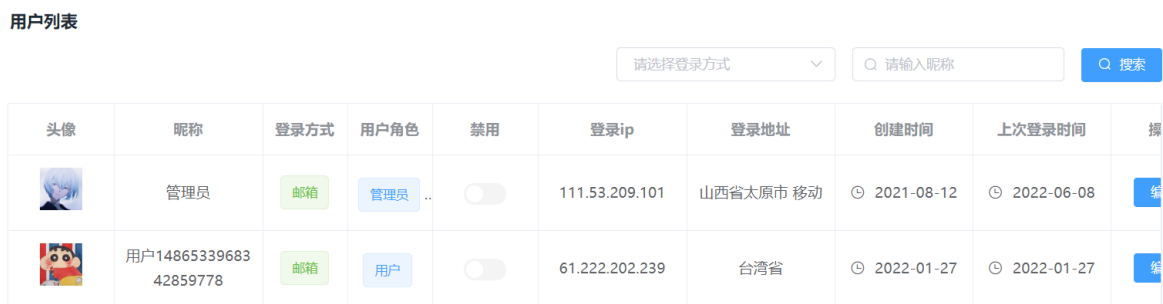 用户列表
请选择登录方式 请输入昵称 搜索
头像 昵称 登录方式 用户角色 禁用 登录ip 登录地址 创建时间 上次登录时间
管理员 邮箱 管理员 .. 111.53.209.101 山西省太原市 移动 2021-08-12 2022-06-08
用户14865339683
42859778 邮箱 用户 61.222.202.239 台湾省 2022-01-27 2022-01-27